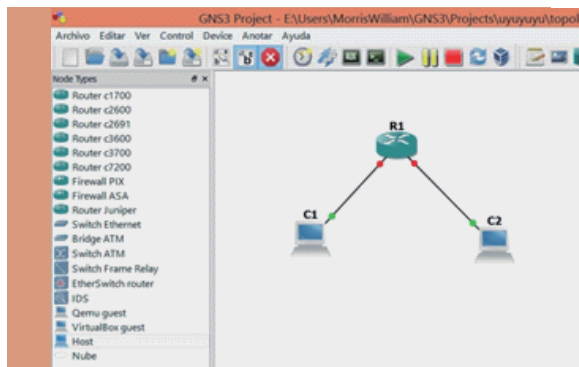 GNS3 Project - E:\Users\MorrisWilliam\GNS3\Projects\uyuyuyu\topol
Archivo Editar Ver Control Device Anotar Ayuda
Node Types
Router c1700
Router c2600
Router c2691
Router c3600
Router c3700
Router c7200
Firewall PIX
Firewall ASA
Router Juniper
Switch Ethernet
Bridge ATM
Switch ATM
Switch Frame Relay
EtherSwitch router
IDS
Qemu guest
VirtualBox guest
Host
Nube
R1
C1
C2